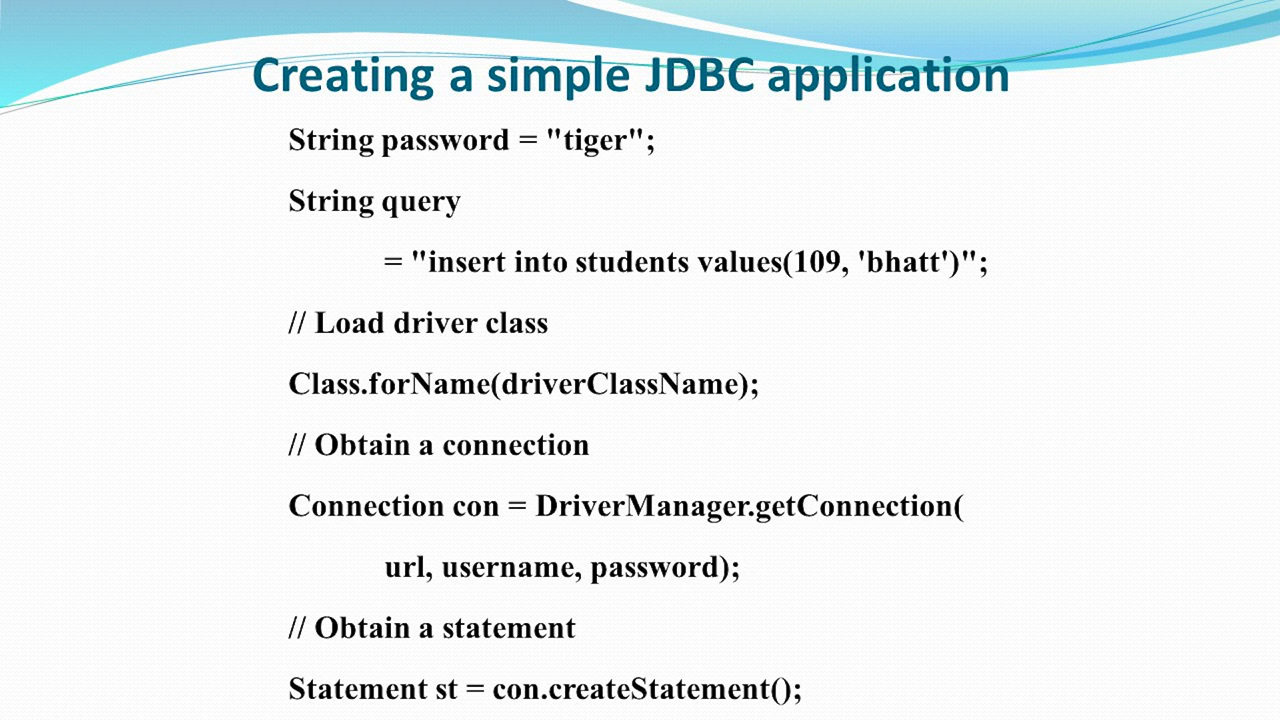 Creating a simple JDBC application
String password = "tiger";
String query
= "insert into students values(109, 'bhatt')";
// Load driver class
Class.forName(driverClassName);
// Obtain a connection
Connection con = DriverManager.getConnection(
url, username, password);
// Obtain a statement
Statement st = con.createStatement();